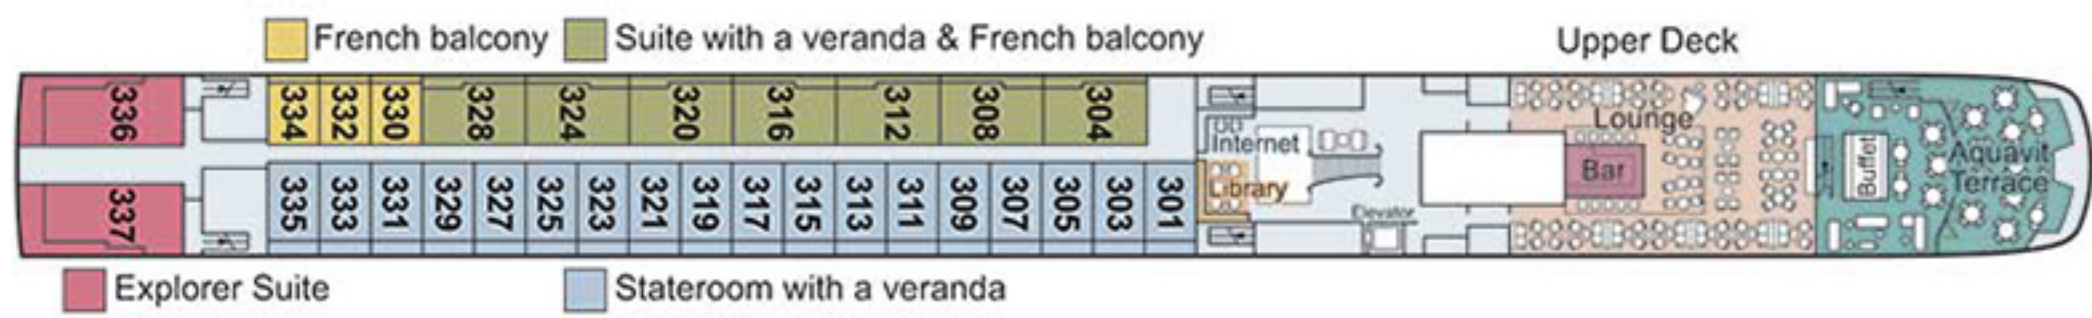 French balcony
Suite with a veranda & French balcony
Upper Deck
336
334
332
330
328
324
320
316
312
308
304
Internet
Library
Elevator
Lounge
Bar
Buffet
Aquavit
Terrace
337
335
333
331
329
327
325
323
321
319
317
315
313
311
309
307
305
303
301
Explorer Suite
Stateroom with a veranda